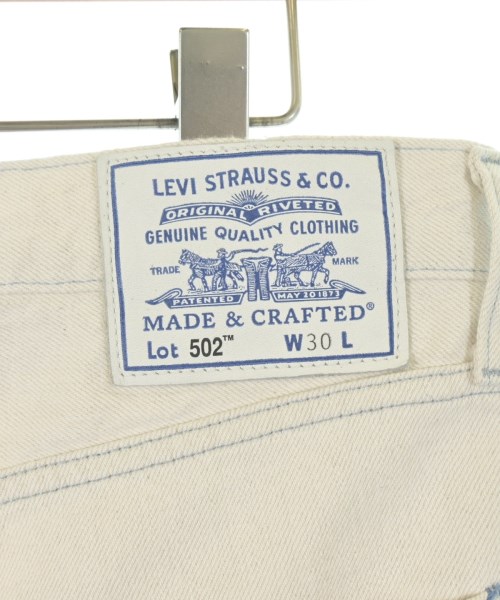 LEVI STRAUSS & CO.
ORIGINAL RIVETED
GENUINE QUALITY CLOTHING
TRADE MARK
PATENTED MAY 20 1873
MADE & CRAFTED®
Lot 502™ W30 L